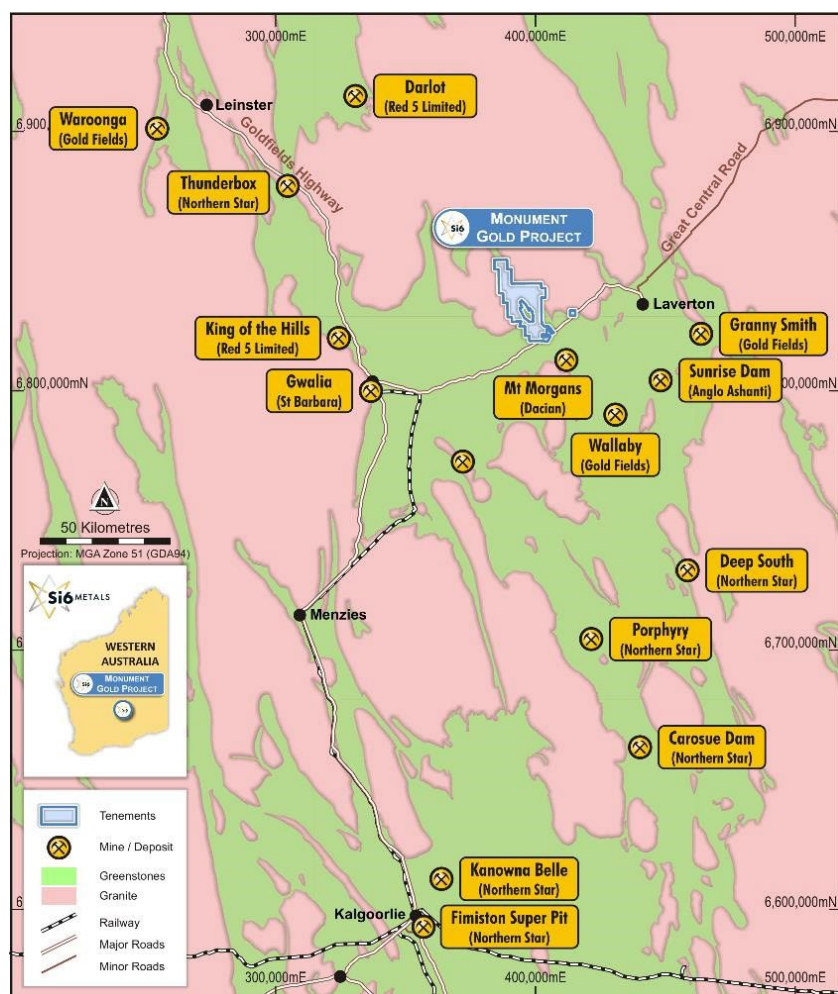 300,000mE
400,000mE
500,000mE
Darlot
(Red 5 Limited)
Leinster
Waroonga
(Gold Fields)
6,900,000mN
6,900,000mN
Goldfields Highway
Thunderbox
(Northern Star)
Great Central Road
Si6
MONUMENT
GOLD PROJECT
Laverton
King of the Hills
(Red 5 Limited)
Granny Smith
(Gold Fields)
Gwalia
(St Barbara)
6,800,000mN
Mt Morgans
(Dacian)
Sunrise Dam
(Anglo Ashanti)
00,000mN
Wallaby
(Gold Fields)
N
50 Kilometres
Projection: MGA Zone 51 (GDA94)
Deep South
(Northern Star)
Si6 METALS
Menzies
Porphyry
(Northern Star)
6,700,000mN
WESTERN
AUSTRALIA
Si6
MONUMENT
GOLD PROJECT
Carosue Dam
(Northern Star)
Tenements
Mine / Deposit
Greenstones
Granite
Railway
Major Roads
Minor Roads
Kanowna Belle
(Northern Star)
6,600,000mN
Kalgoorlie
Fimiston Super Pit
(Northern Star)
300,000mE
400,000mE
500,000mE